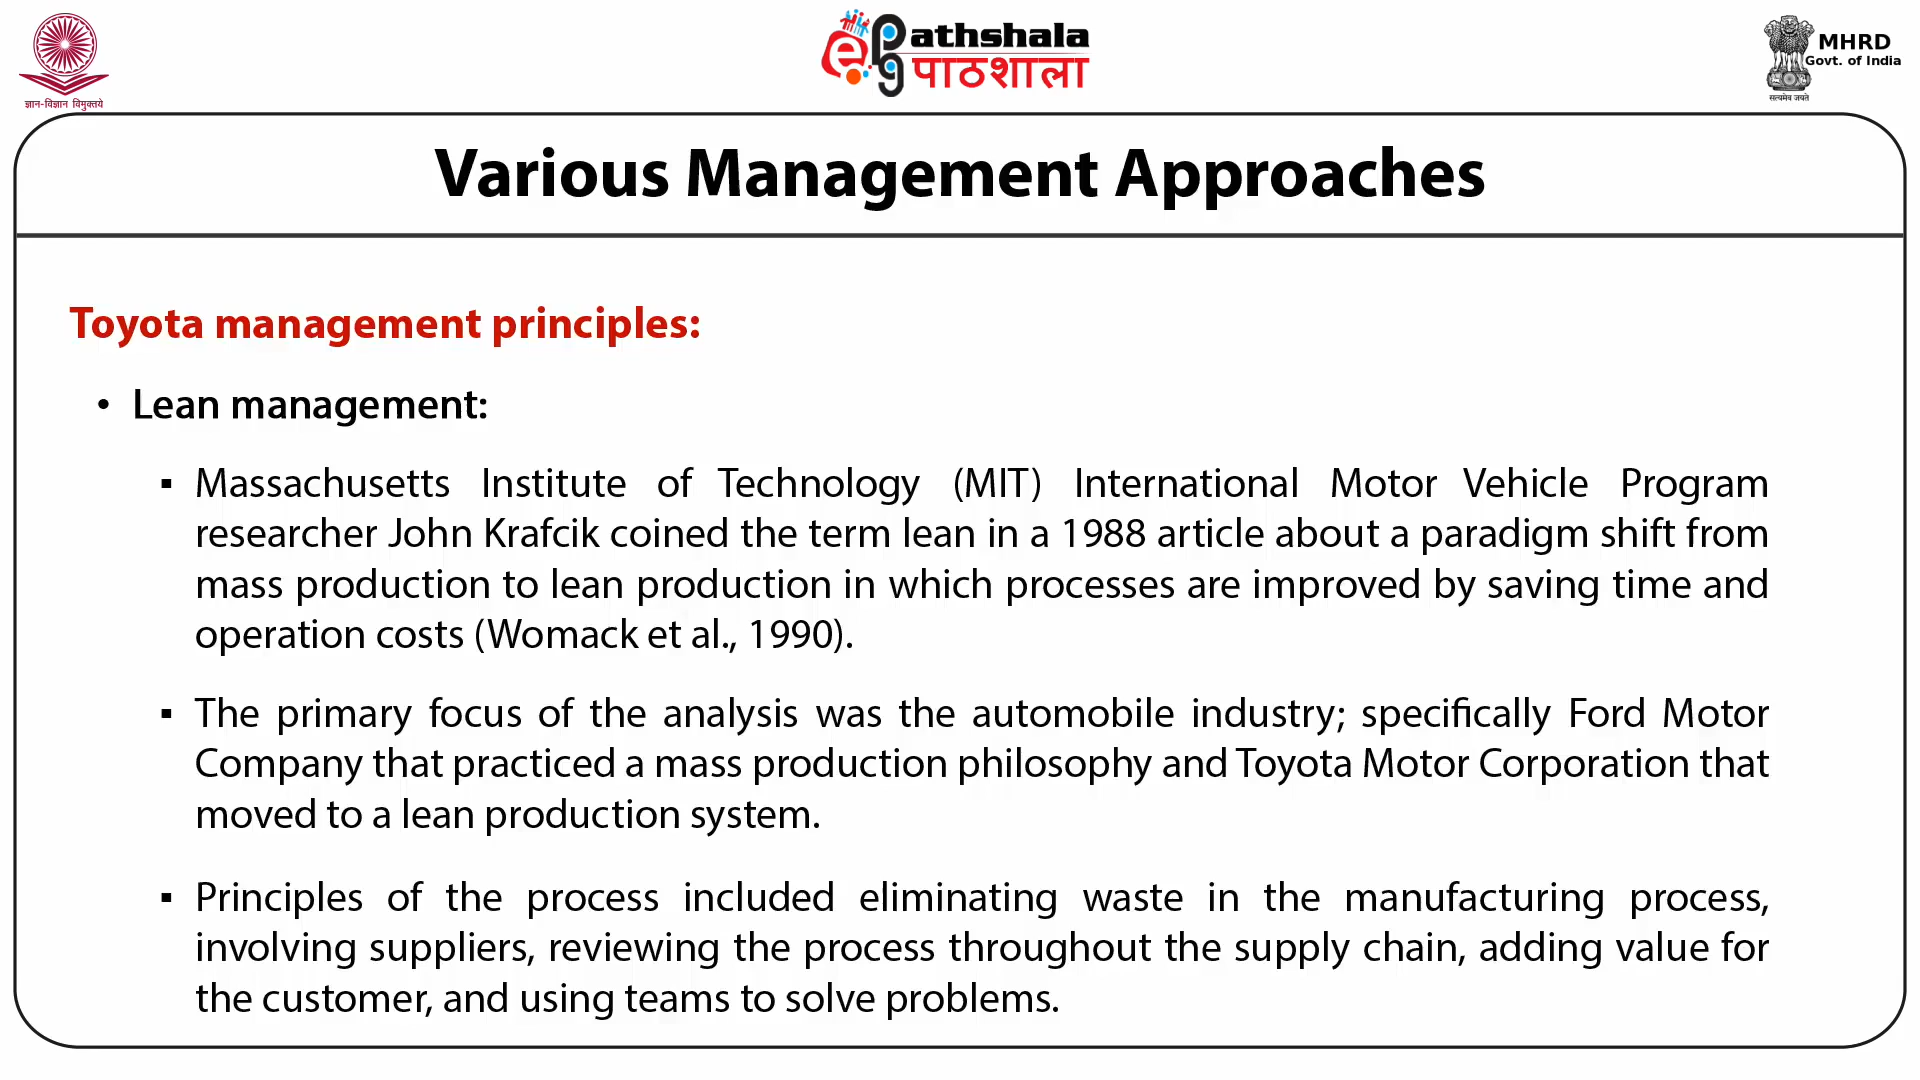 ज्ञान-विज्ञान विमुक्तये
ePathshala
पाठशाला
MHRD
Govt. of India
सत्यमेव जयते
Various Management Approaches
Toyota management principles:
• Lean management:
▪ Massachusetts Institute of Technology (MIT) International Motor Vehicle Program
researcher John Krafcik coined the term lean in a 1988 article about a paradigm shift from
mass production to lean production in which processes are improved by saving time and
operation costs (Womack et al., 1990).
▪ The primary focus of the analysis was the automobile industry; specifically Ford Motor
Company that practiced a mass production philosophy and Toyota Motor Corporation that
moved to a lean production system.
▪ Principles of the process included eliminating waste in the manufacturing process,
involving suppliers, reviewing the process throughout the supply chain, adding value for
the customer, and using teams to solve problems.